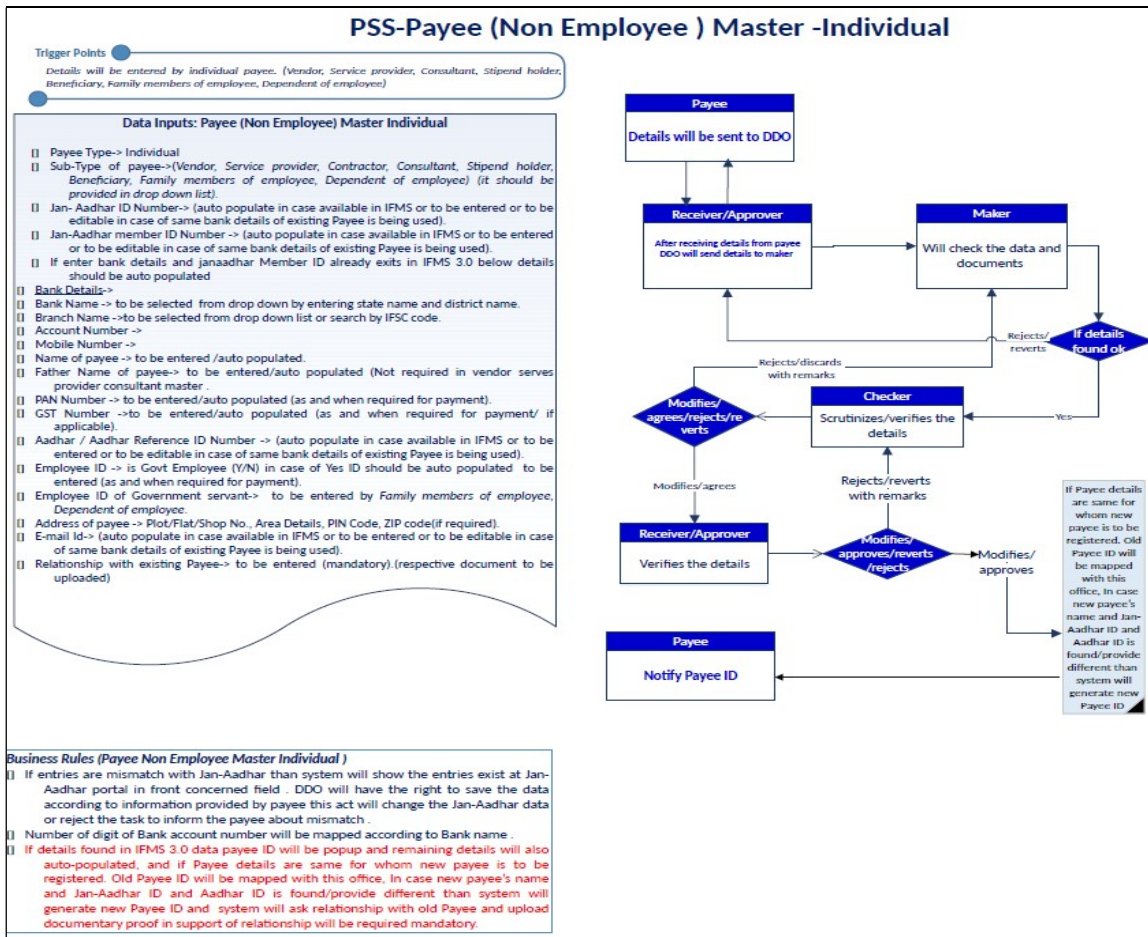 PSS-Payee (Non Employee ) Master -Individual
Trigger Points
Details will be entered by individual payee. (Vendor, Service provider, Consultant, Stipend holder,
Beneficiary, Family members of employee, Dependent of employee)
Data Inputs: Payee (Non Employee) Master Individual
[] Payee Type-> Individual
[] Sub-Type of payee->(Vendor, Service provider, Contractor, Consultant, Stipend holder,
Beneficiary, Family members of employee, Dependent of employee) (it should be
provided in drop down list).
[] Jan- Aadhar ID Number-> (auto populate in case available in IFMS or to be entered or to be
editable in case of same bank details of existing Payee is being used).
[] Jan-Aadhar member ID Number -> (auto populate in case available in IFMS or to be entered
or to be editable in case of same bank details of existing Payee is being used).
[] If enter bank details and janaadhar Member ID already exits in IFMS 3.0 below details
should be auto populated
[] Bank Details->
[] Bank Name -> to be selected from drop down by entering state name and district name.
[] Branch Name ->to be selected from drop down list or search by IFSC code.
[] Account Number ->
[] Mobile Number ->
[] Name of payee -> to be entered /auto populated.
[] Father Name of payee-> to be entered/auto populated (Not required in vendor serves
provider consultant master .
[] PAN Number -> to be entered/auto populated (as and when required for payment).
[] GST Number ->to be entered/auto populated (as and when required for payment/ if
applicable).
[] Aadhar / Aadhar Reference ID Number -> (auto populate in case available in IFMS or to be
entered or to be editable in case of same bank details of existing Payee is being used).
[] Employee ID -> is Govt Employee (Y/N) in case of Yes ID should be auto populated to be
entered (as and when required for payment).
[] Employee ID of Government servant-> to be entered by Family members of employee,
Dependent of employee.
[] Address of payee -> Plot/Flat/Shop No., Area Details, PIN Code, ZIP code(if required).
[] E-mail Id-> (auto populate in case available in IFMS or to be entered or to be editable in case
of same bank details of existing Payee is being used).
[] Relationship with existing Payee-> to be entered (mandatory).(respective document to be
uploaded)
Payee
Details will be sent to DDO
Receiver/Approver
After receiving details from payee
DDO will send details to maker
Maker
Will check the data and
documents
If details
found ok
Rejects/
reverts
Yes
Rejects/discards
with remarks
Checker
Scrutinizes/verifies the
details
Modifies/
agrees/rejects/re
verts
Modifies/agrees
Rejects/reverts
with remarks
Receiver/Approver
Verifies the details
Modifies/
approves/reverts
/rejects
Modifies/
approves
If Payee details
are same for
whom new
payee is to be
registered. Old
Payee ID will
be mapped
with this
office, In case
new payee's
name and Jan-
Aadhar ID and
Aadhar ID is
found/provide
different than
system will
generate new
Payee ID
Payee
Notify Payee ID
Business Rules (Payee Non Employee Master Individual )
[] If entries are mismatch with Jan-Aadhar than system will show the entries exist at Jan-
Aadhar portal in front concerned field . DDO will have the right to save the data
according to information provided by payee this act will change the Jan-Aadhar data
or reject the task to inform the payee about mismatch .
[] Number of digit of Bank account number will be mapped according to Bank name .
[] If details found in IFMS 3.0 data payee ID will be popup and remaining details will also
auto-populated, and if Payee details are same for whom new payee is to be
registered. Old Payee ID will be mapped with this office, In case new payee's name
and Jan-Aadhar ID and Aadhar ID is found/provide different than system will
generate new Payee ID and system will ask relationship with old Payee and upload
documentary proof in support of relationship will be required mandatory.